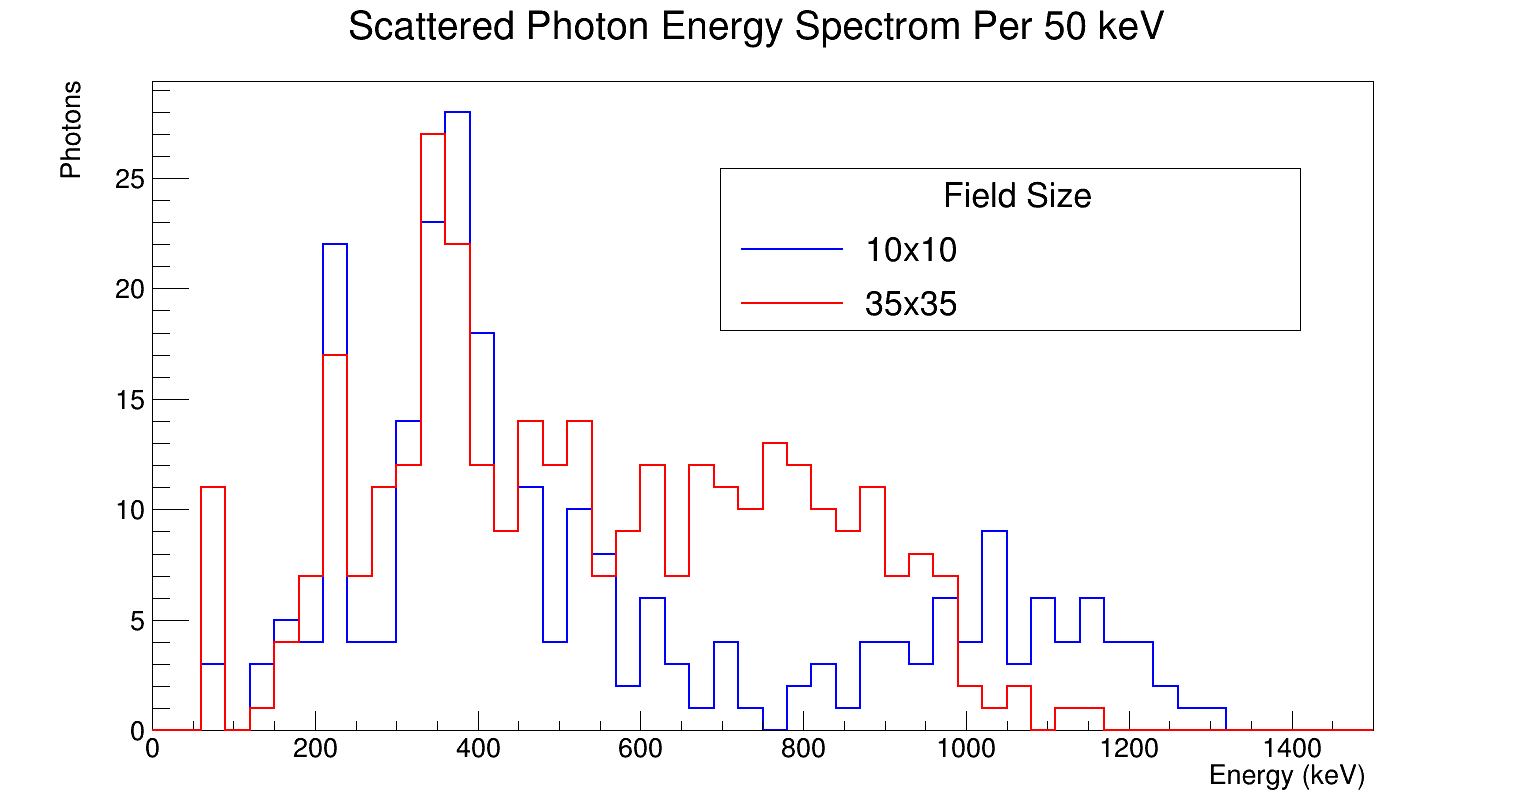 Scattered Photon Energy Spectrom Per 50 keV
Photons
25
20
15
10
5
0
Field Size
10x10
35x35
0 200 400 600 800 1000 1200 1400
Energy (keV)